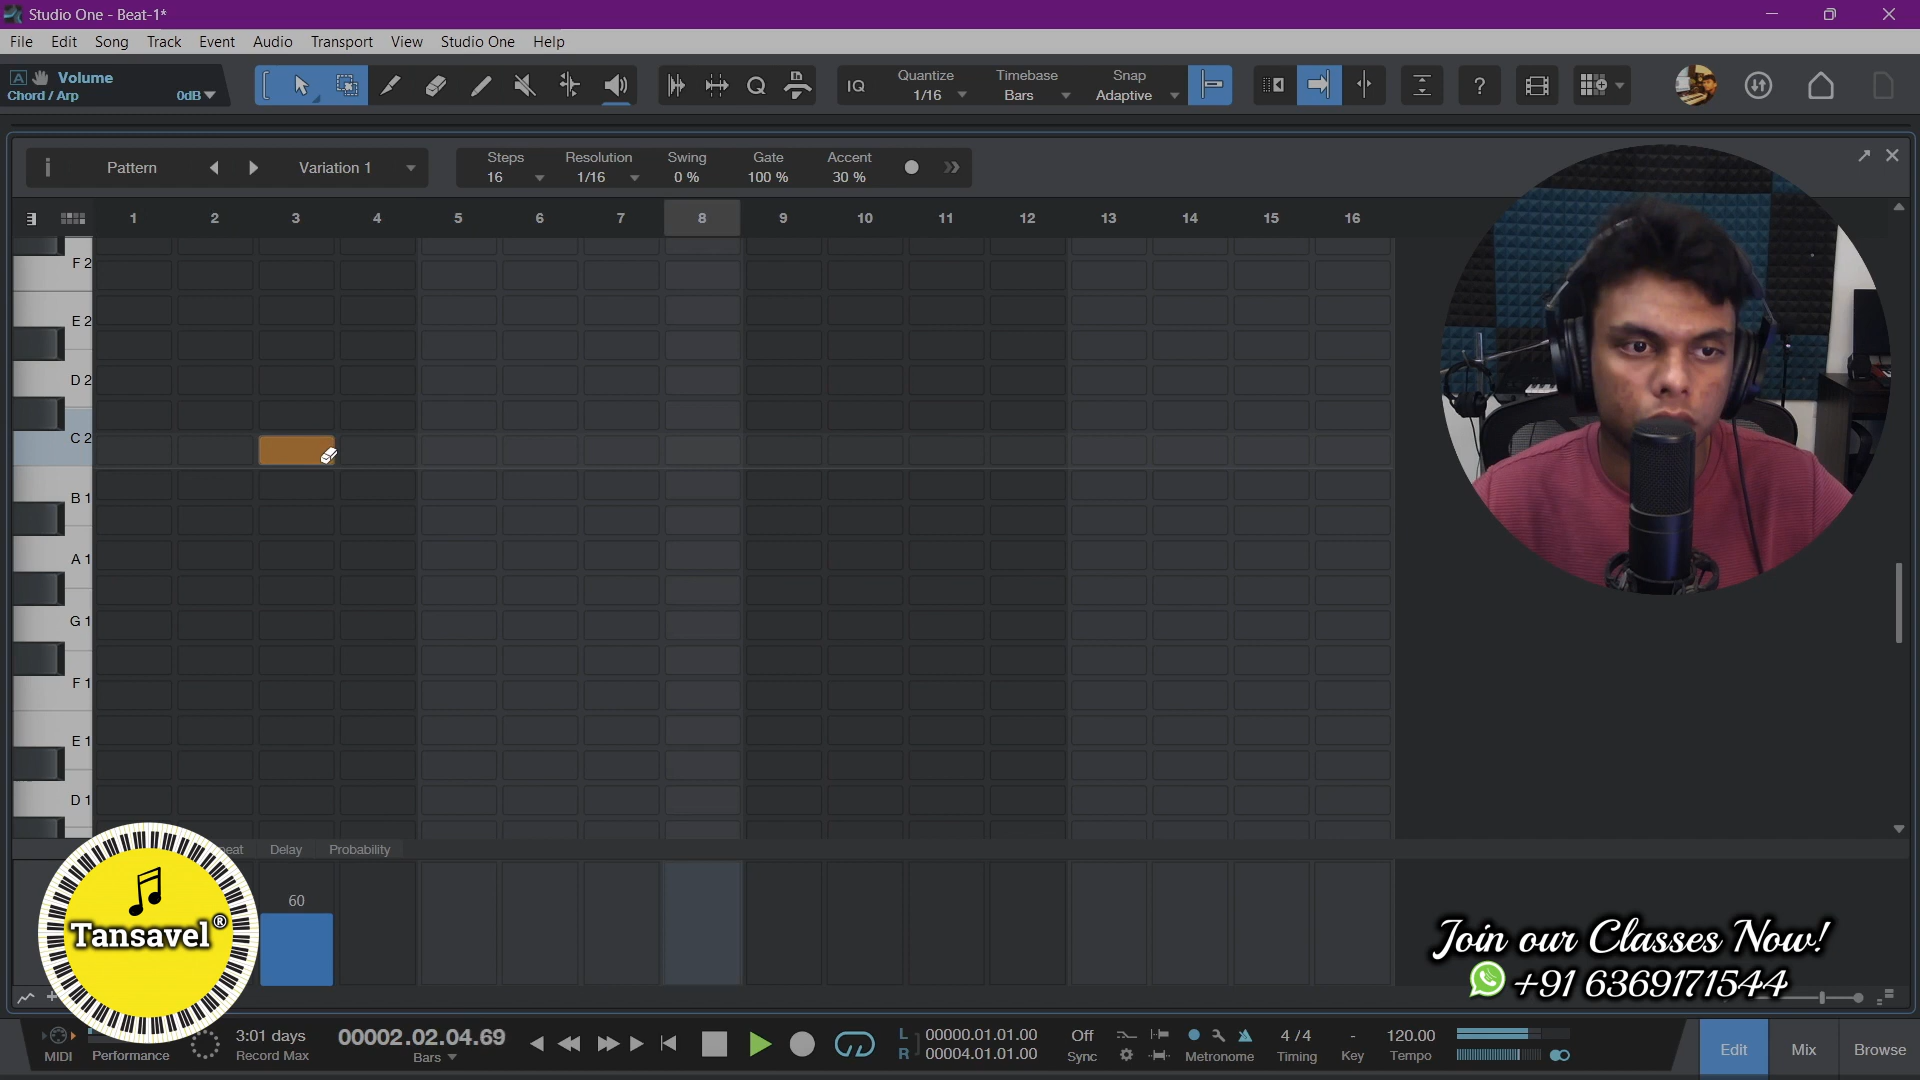 Studio One - Beat-1*
File Edit Song Track Event Audio Transport View Studio One Help
A Volume
Chord / Arp 0dB
IQ
Quantize
1/16
Timebase
Bars
Snap
Adaptive
Q
?
Pattern
Variation 1
Steps
16
Resolution
1/16
Swing
0 %
Gate
100 %
Accent
30 %
1 2 3 4 5 6 7 8 9 10 11 12 13 14 15 16
F 2
E 2
D 2
C 2
B 1
A 1
G 1
F 1
E 1
D 1
Delay Probability
60
Tansavel®
Join our Classes Now!
+91 6369171544
MIDI
Performance
3:01 days
Record Max
00002.02.04.69
Bars
L 00000.01.01.00
R 00004.01.01.00
Off
Sync
Metronome
4 / 4
Timing
-
Key
120.00
Tempo
Edit
Mix
Browse